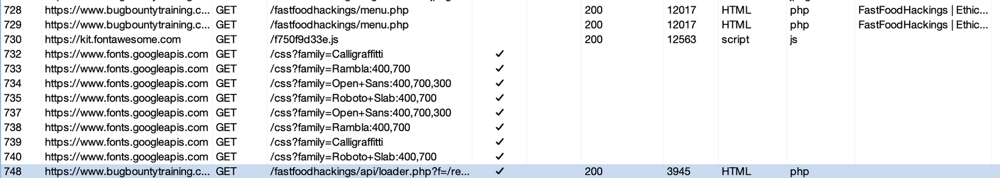 728 https://www.bugbountytraining.c... GET /fastfoodhackings/menu.php 200 12017 HTML php FastFoodHackings | Ethic...
729 https://www.bugbountytraining.c... GET /fastfoodhackings/menu.php 200 12017 HTML php FastFoodHackings | Ethic...
730 https://kit.fontawesome.com GET /f750f9d33e.js 200 12563 script js
732 https://www.fonts.googleapis.com GET /css?family=Calligraffitti ✓
733 https://www.fonts.googleapis.com GET /css?family=Rambla:400,700 ✓
734 https://www.fonts.googleapis.com GET /css?family=Open+Sans:400,700,300 ✓
735 https://www.fonts.googleapis.com GET /css?family=Roboto+Slab:400,700 ✓
737 https://www.fonts.googleapis.com GET /css?family=Open+Sans:400,700,300 ✓
738 https://www.fonts.googleapis.com GET /css?family=Rambla:400,700 ✓
739 https://www.fonts.googleapis.com GET /css?family=Calligraffitti ✓
740 https://www.fonts.googleapis.com GET /css?family=Roboto+Slab:400,700 ✓
748 https://www.bugbountytraining.c... GET /fastfoodhackings/api/loader.php?f=/re... ✓ 200 3945 HTML php